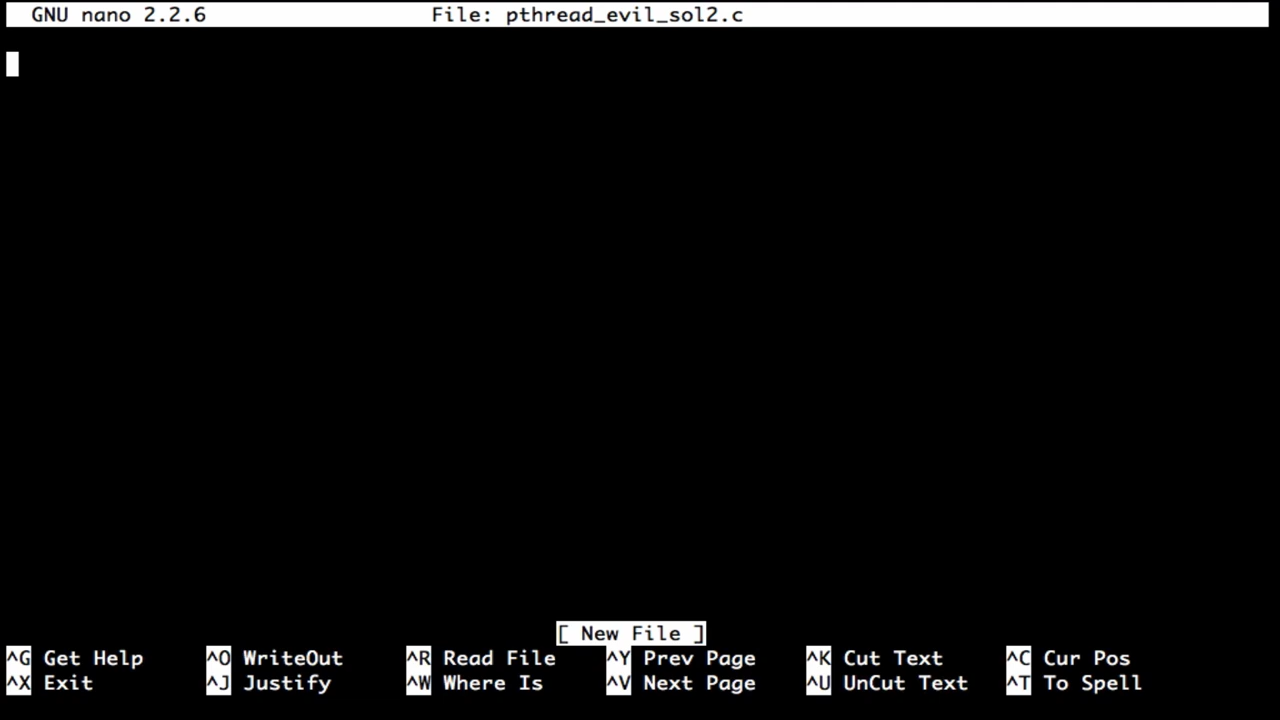 GNU nano 2.2.6 File: pthread_evil_sol2.c
[ New File ]
^G Get Help ^O WriteOut ^R Read File ^Y Prev Page ^K Cut Text ^C Cur Pos
^X Exit ^J Justify ^W Where Is ^V Next Page ^U UnCut Text ^T To Spell